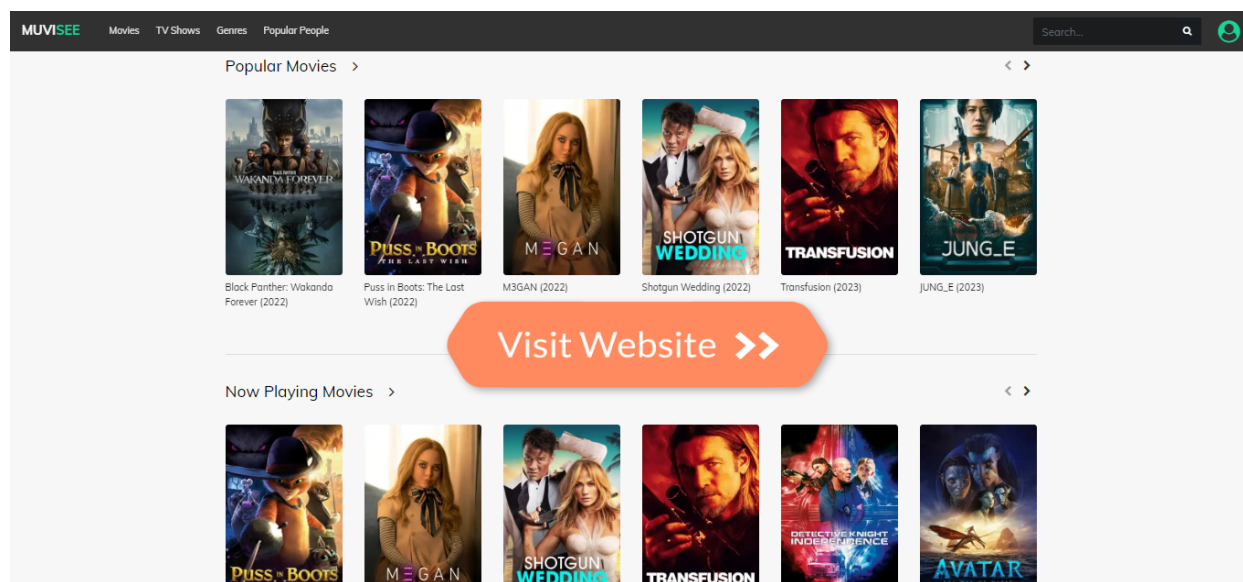 MUVISEE Movies TV Shows Genres Popular People Search...
Popular Movies
BLACK PANTHER
WAKANDA FOREVER
PUSS IN BOOTS
THE LAST WISH
M3GAN
SHOTGUN
WEDDING
TRANSFUSION
JUNG_E
Black Panther: Wakanda
Forever (2022)
Puss in Boots: The Last
Wish (2022)
M3GAN (2022)
Shotgun Wedding (2022)
Transfusion (2023)
JUNG_E (2023)
Visit Website >>
Now Playing Movies
PUSS IN BOOTS
M3GAN
SHOTGUN
WEDDING
TRANSFUSION
DETECTIVE KNIGHT
INDEPENDENCE
AVATAR